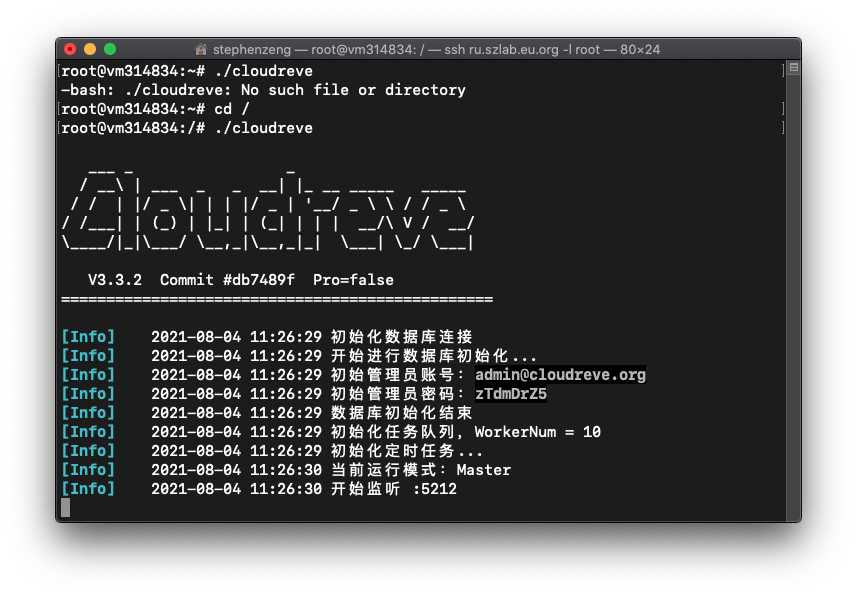 stephenzeng — root@vm314834: / — ssh ru.szlab.eu.org -l root — 80×24
[root@vm314834:~# ./cloudreve ]
-bash: ./cloudreve: No such file or directory
[root@vm314834:~# cd / ]
[root@vm314834:/# ./cloudreve ]
   ___ _                 _
  / __\ | ___  _   _  __| |_ __ _____   _____
 / /  | |/ _ \| | | |/ _ | '__/ _ \ \ / / _ \
/ /___| | (_) | |_| | (_| | | |  __/\ V /  __/
\____/|_|\___/ \__,_|\__,_|_|  \___| \_/ \___|
V3.3.2  Commit #db7489f  Pro=false
================================================
[Info]    2021-08-04 11:26:29 初始化数据库连接
[Info]    2021-08-04 11:26:29 开始进行数据库初始化...
[Info]    2021-08-04 11:26:29 初始管理员账号：admin@cloudreve.org
[Info]    2021-08-04 11:26:29 初始管理员密码：zTdmDrZ5
[Info]    2021-08-04 11:26:29 数据库初始化结束
[Info]    2021-08-04 11:26:29 初始化任务队列，WorkerNum = 10
[Info]    2021-08-04 11:26:29 初始化定时任务...
[Info]    2021-08-04 11:26:30 当前运行模式：Master
[Info]    2021-08-04 11:26:30 开始监听 :5212